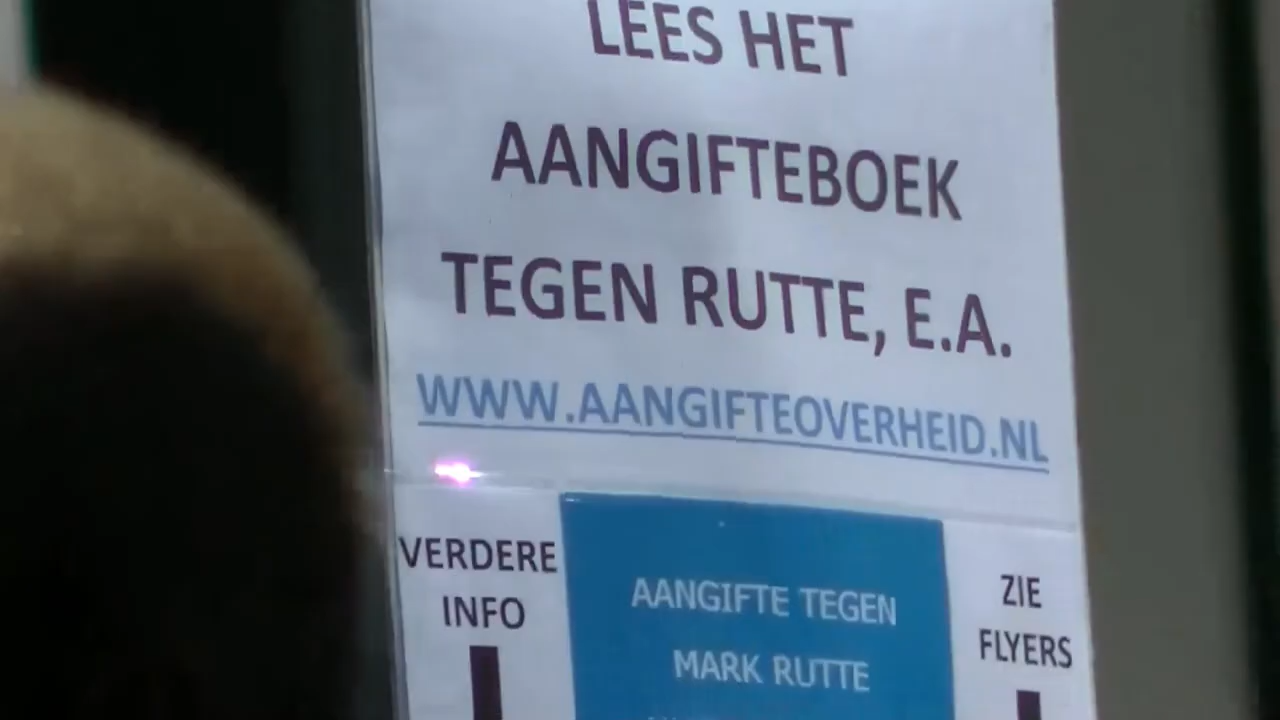 LEES HET
AANGIFTEBOEK
TEGEN RUTTE, E.A.
WWW.AANGIFTEOVERHEID.NL
VERDERE
INFO
AANGIFTE TEGEN
MARK RUTTE
ZIE
FLYERS